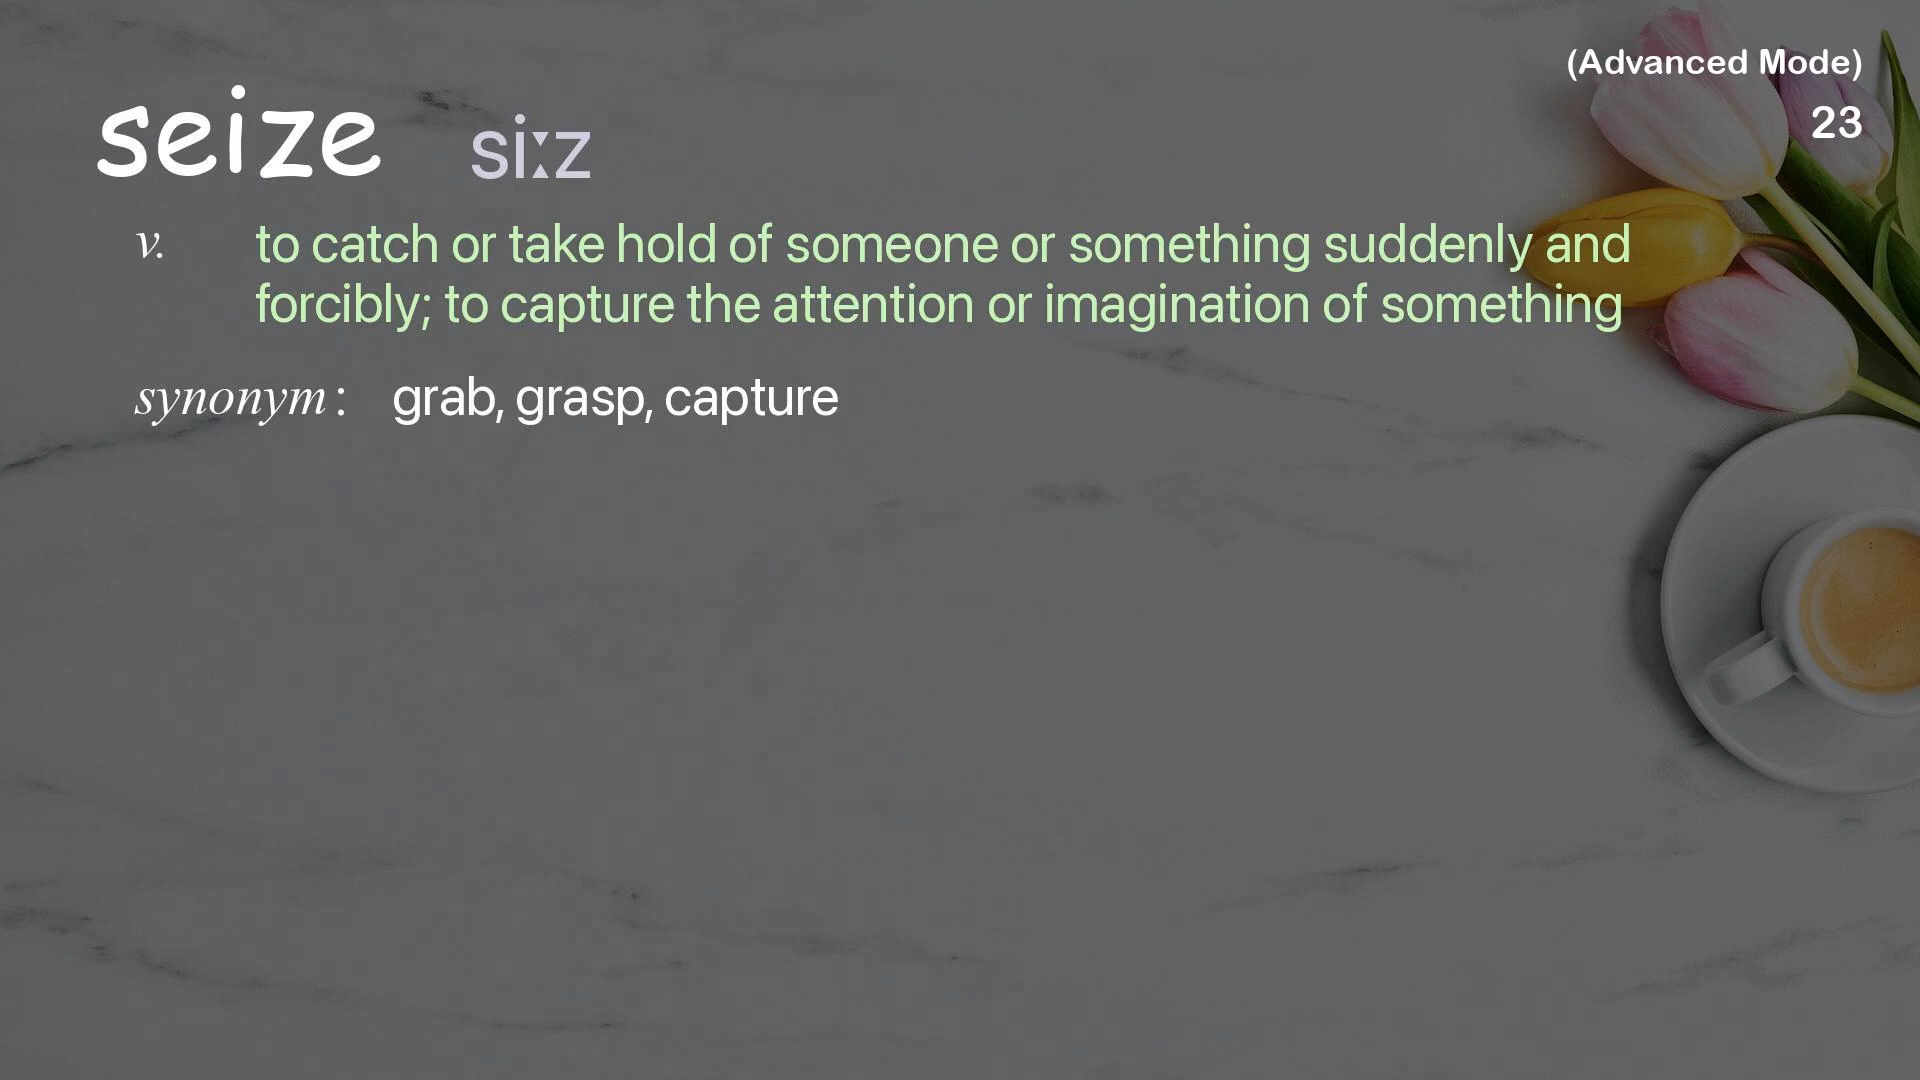 (Advanced Mode)
23
seize siːz
v. to catch or take hold of someone or something suddenly and
forcibly; to capture the attention or imagination of something
synonym : grab, grasp, capture